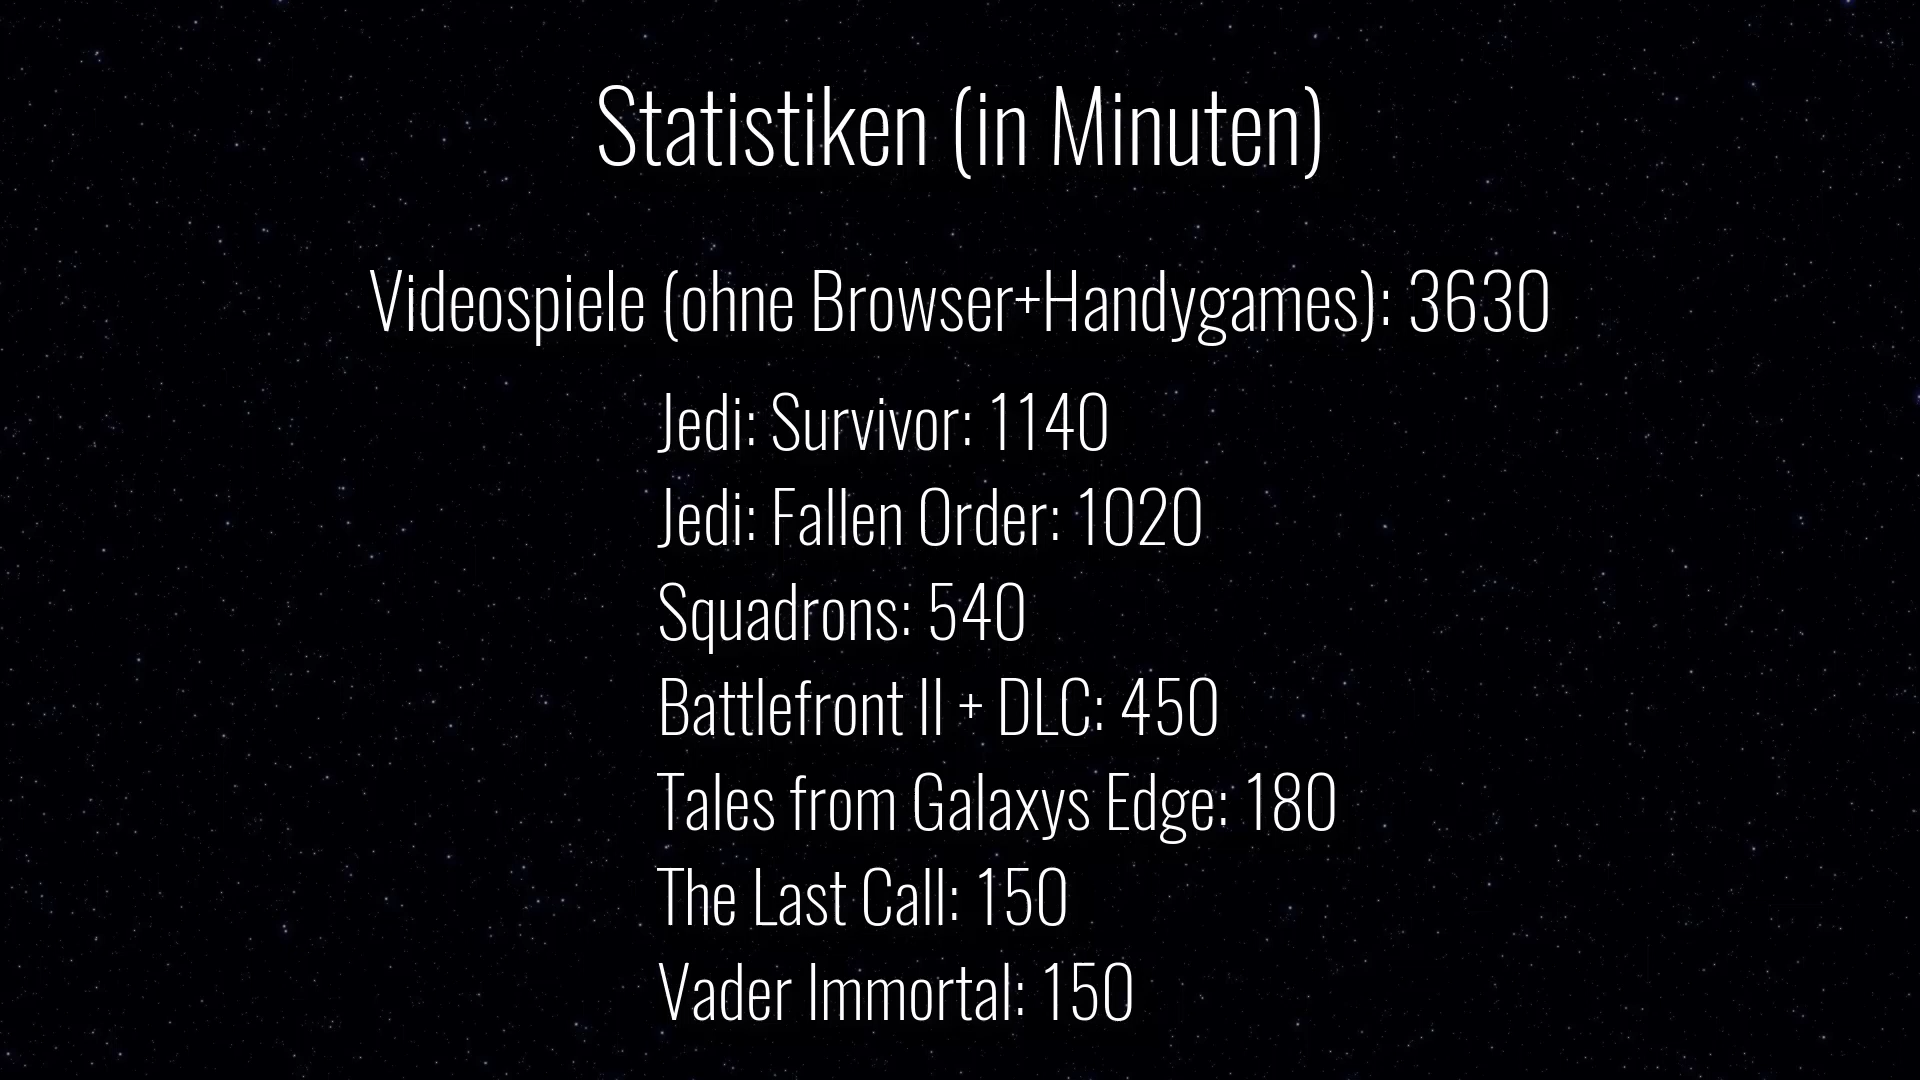 Statistiken (in Minuten)
Videospiele (ohne Browser+Handygames): 3630
Jedi: Survivor: 1140
Jedi: Fallen Order: 1020
Squadrons: 540
Battlefront II + DLC: 450
Tales from Galaxys Edge: 180
The Last Call: 150
Vader Immortal: 150